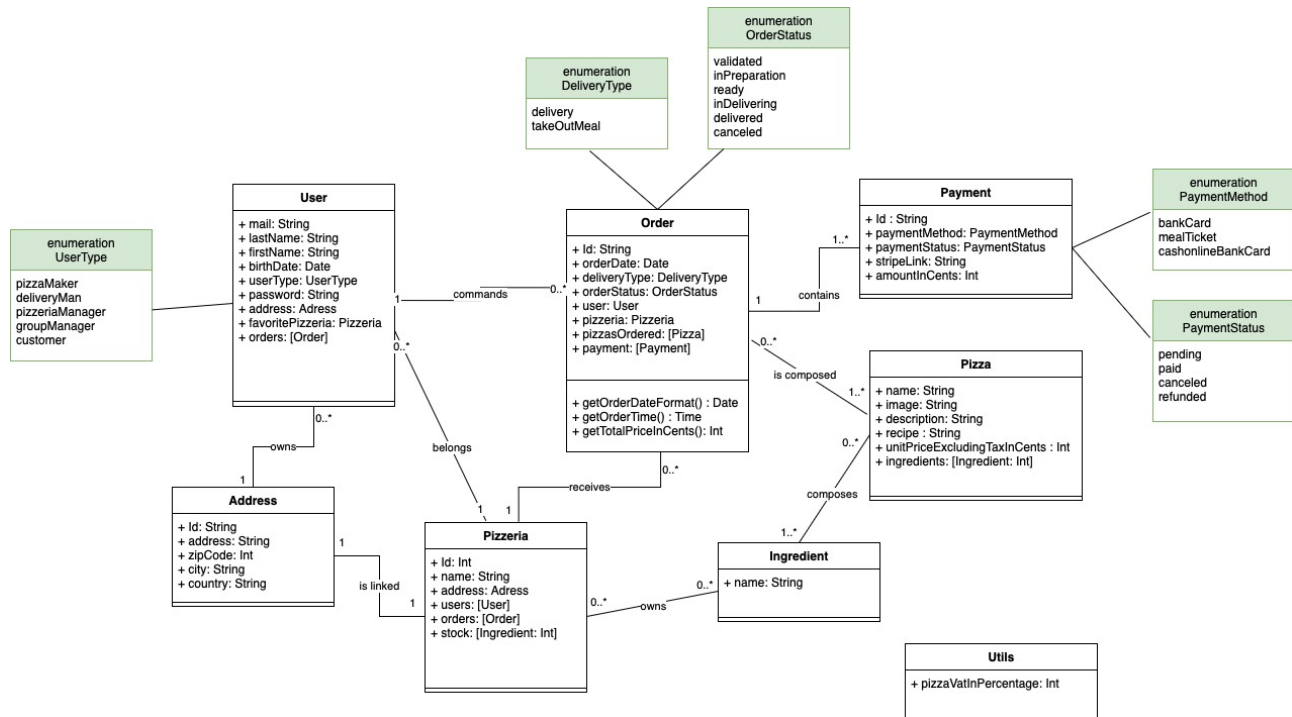 enumeration
OrderStatus
validated
inPreparation
ready
inDelivering
delivered
canceled
enumeration
DeliveryType
delivery
takeOutMeal
enumeration
UserType
pizzaMaker
deliveryMan
pizzeriaManager
groupManager
customer
User
+ mail: String
+ lastName: String
+ firstName: String
+ birthDate: Date
+ userType: UserType
+ password: String
+ address: Adress
+ favoritePizzeria: Pizzeria
+ orders: [Order]
1
commands
0..*
Order
+ Id: String
+ orderDate: Date
+ deliveryType: DeliveryType
+ orderStatus: OrderStatus
+ user: User
+ pizzeria: Pizzeria
+ pizzasOrdered: [Pizza]
+ payment: [Payment]
+ getOrderDateFormat() : Date
+ getOrderTime() : Time
+ getTotalPriceInCents(): Int
1
contains
1..*
Payment
+ Id : String
+ paymentMethod: PaymentMethod
+ paymentStatus: PaymentStatus
+ stripeLink: String
+ amountInCents: Int
enumeration
PaymentMethod
bankCard
mealTicket
cashonlineBankCard
enumeration
PaymentStatus
pending
paid
canceled
refunded
0..*
is composed
1..*
Pizza
+ name: String
+ image: String
+ description: String
+ recipe : String
+ unitPriceExcludingTaxInCents : Int
+ ingredients: [Ingredient: Int]
0..*
composes
1..*
0..*
belongs
1
0..*
owns
1
0..*
receives
1
Address
+ Id: String
+ address: String
+ zipCode: Int
+ city: String
+ country: String
1
is linked
1
Pizzeria
+ Id: Int
+ name: String
+ address: Adress
+ users: [User]
+ orders: [Order]
+ stock: [Ingredient: Int]
0..*
owns
0..*
Ingredient
+ name: String
Utils
+ pizzaVatInPercentage: Int